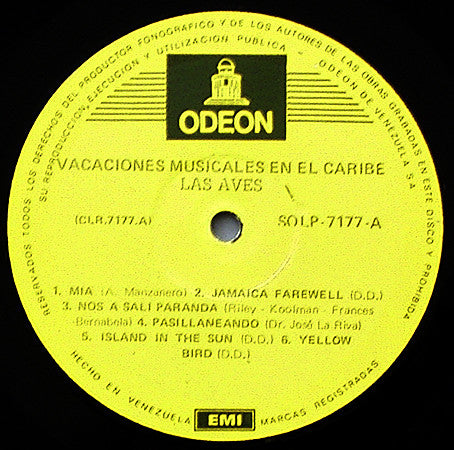 RESERVADOS TODOS LOS DERECHOS DEL PRODUCTOR FONOGRAFICO Y DE LOS AUTORES DE LAS OBRAS GRABADAS EN ESTE DISCO Y PROHIBIDA
SU REPRODUCCION, EJECUCION Y UTILIZACION PUBLICA - ODEON DE VENEZUELA S A
ODEON
VACACIONES MUSICALES EN EL CARIBE
LAS AVES
(CLR.7177.A) SOLP-7177-A
1. MIA (A. Manzanero) 2. JAMAICA FAREWELL (D.D.)
3. NOS A SALI PARANDA (Riley - Koolman - Frances
Bernabela) 4. PASILLANEANDO (Dr. José La Riva)
5. ISLAND IN THE SUN (D.D.) 6. YELLOW
BIRD (D.D.)
HECHO EN VENEZUELA EMI MARCAS REGISTRADAS